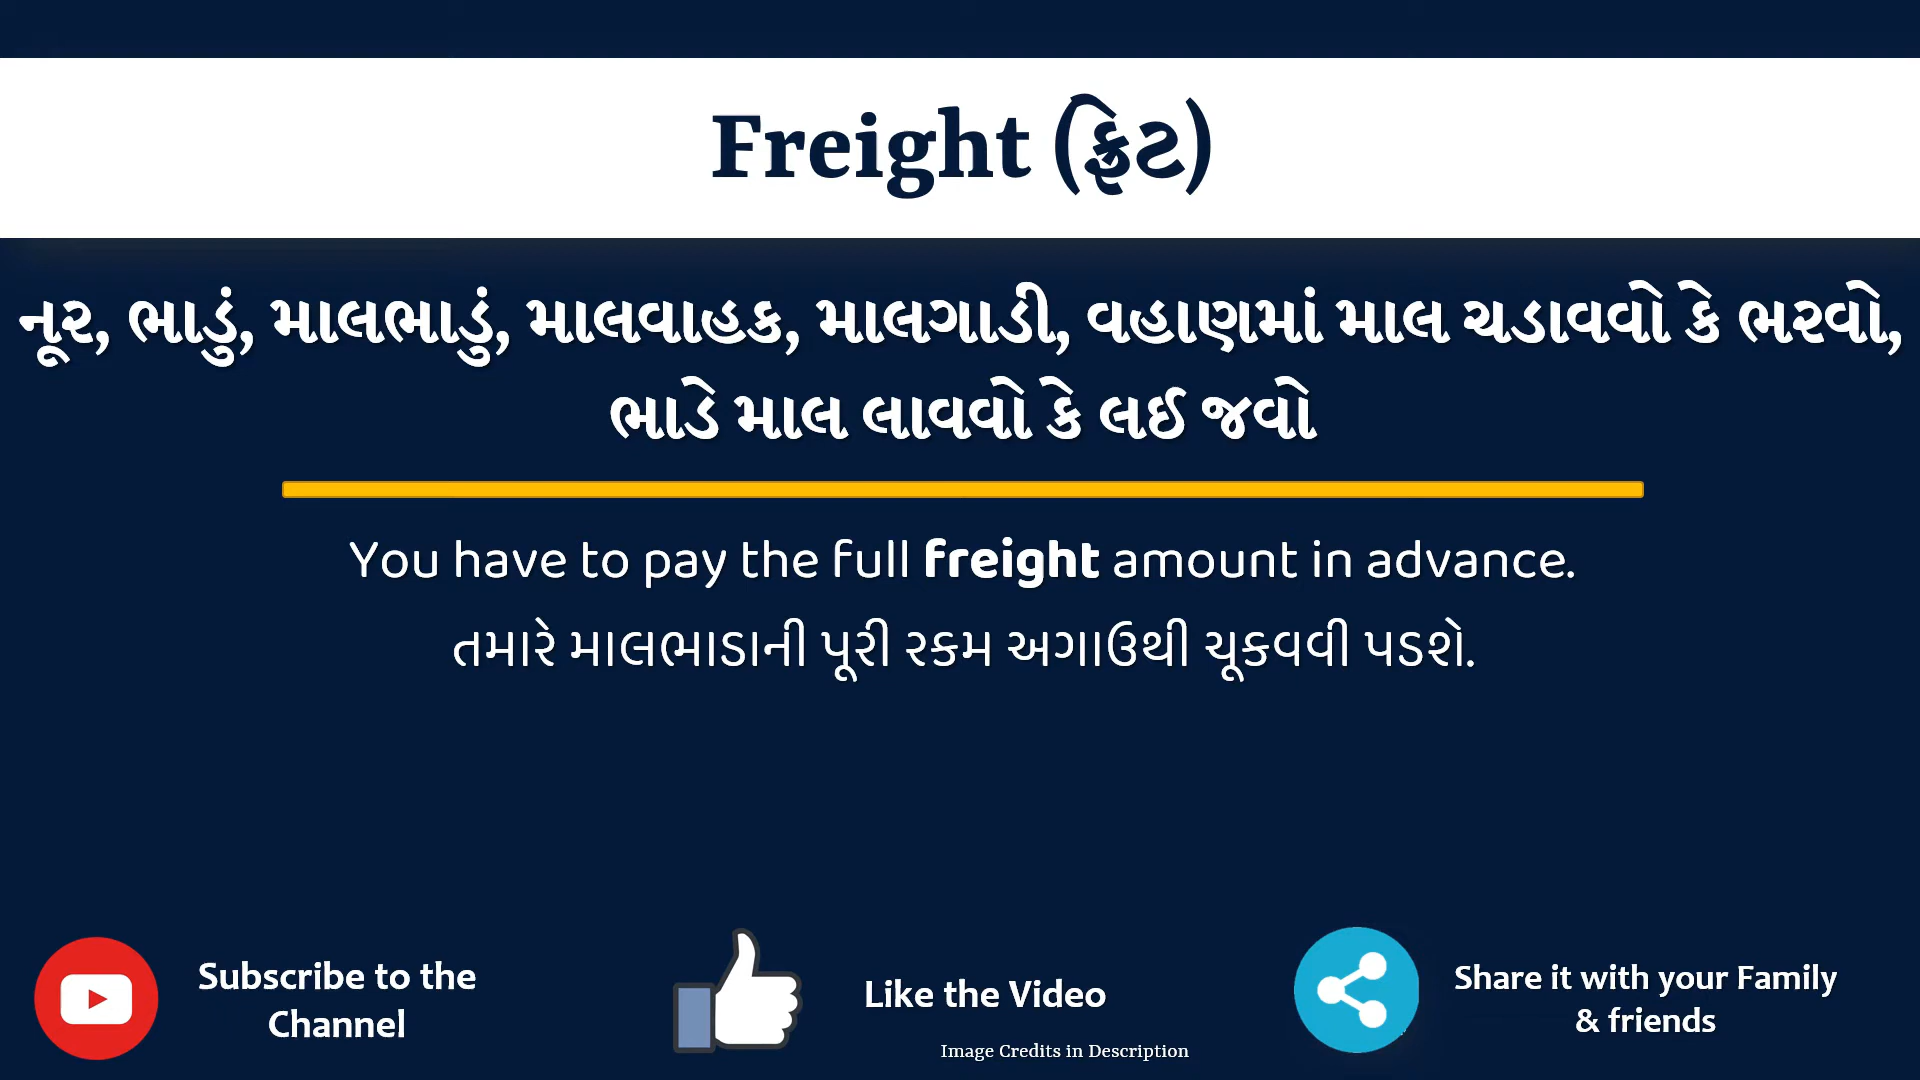 Freight (ફ્રેિટ)
નૂર, ભાડું, માલભાડું, માલવાહક, માલગાડી, વહાણમાં માલ ચડાવવો કે ભરવો,
ભાડે માલ લાવવો કે લઈ જવો
You have to pay the full freight amount in advance.
તમારે માલભાડાની પૂરી રકમ અગાઉથી ચૂકવવી પડશે.
Subscribe to the
Channel
Like the Video
Share it with your Family
& friends
Image Credits in Description